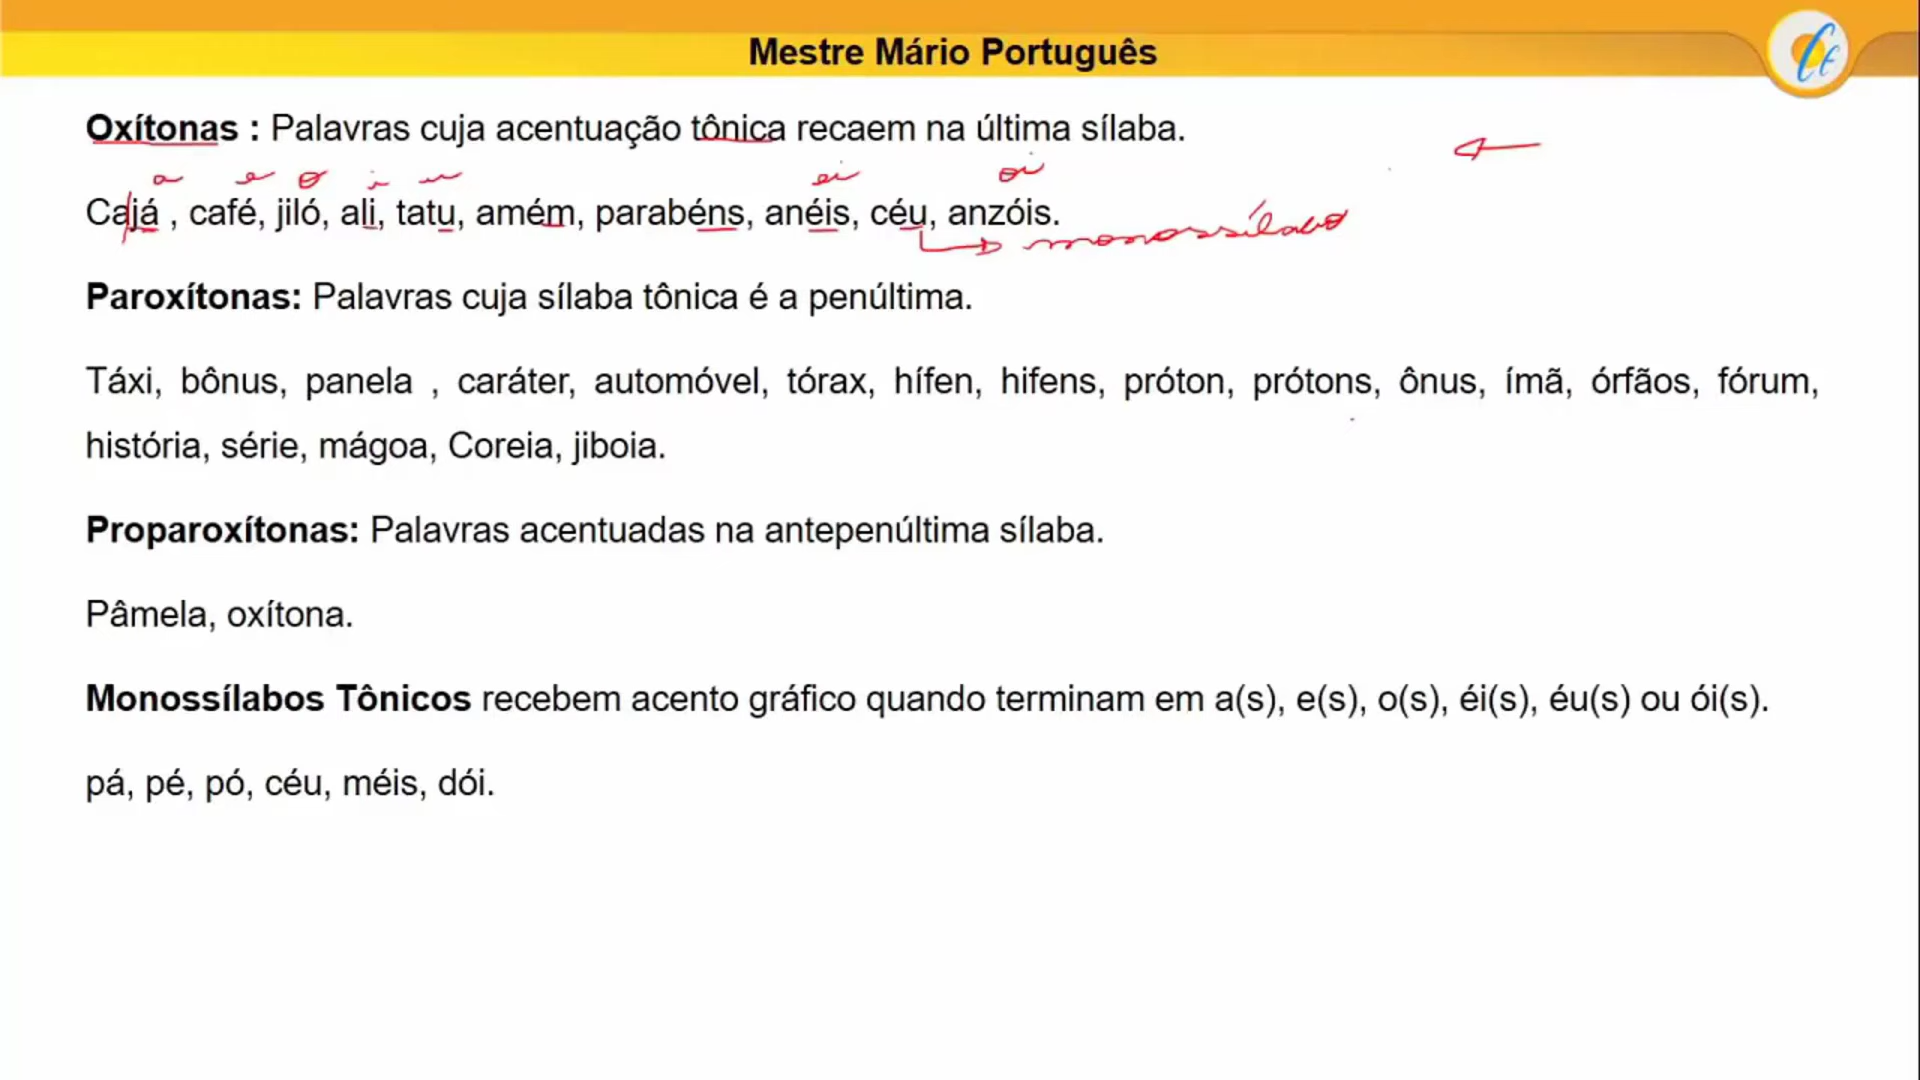 Mestre Mário Português
Oxítonas : Palavras cuja acentuação tônica recaem na última sílaba.
a e o i u ei oi
Cajá , café, jiló, ali, tatu, amém, parabéns, anéis, céu, anzóis.
monossílabo
Paroxítonas: Palavras cuja sílaba tônica é a penúltima.
Táxi, bônus, panela , caráter, automóvel, tórax, hífen, hifens, próton, prótons, ônus, ímã, órfãos, fórum,
história, série, mágoa, Coreia, jiboia.
Proparoxítonas: Palavras acentuadas na antepenúltima sílaba.
Pâmela, oxítona.
Monossílabos Tônicos recebem acento gráfico quando terminam em a(s), e(s), o(s), éi(s), éu(s) ou ói(s).
pá, pé, pó, céu, méis, dói.